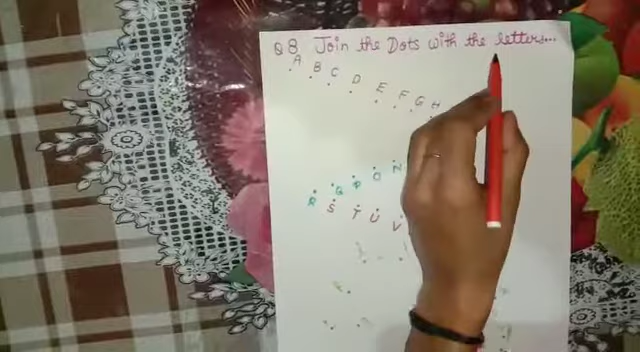 Q8 Join the Dots with the letters...
A B C D E F G H
R Q P O N
S T U V